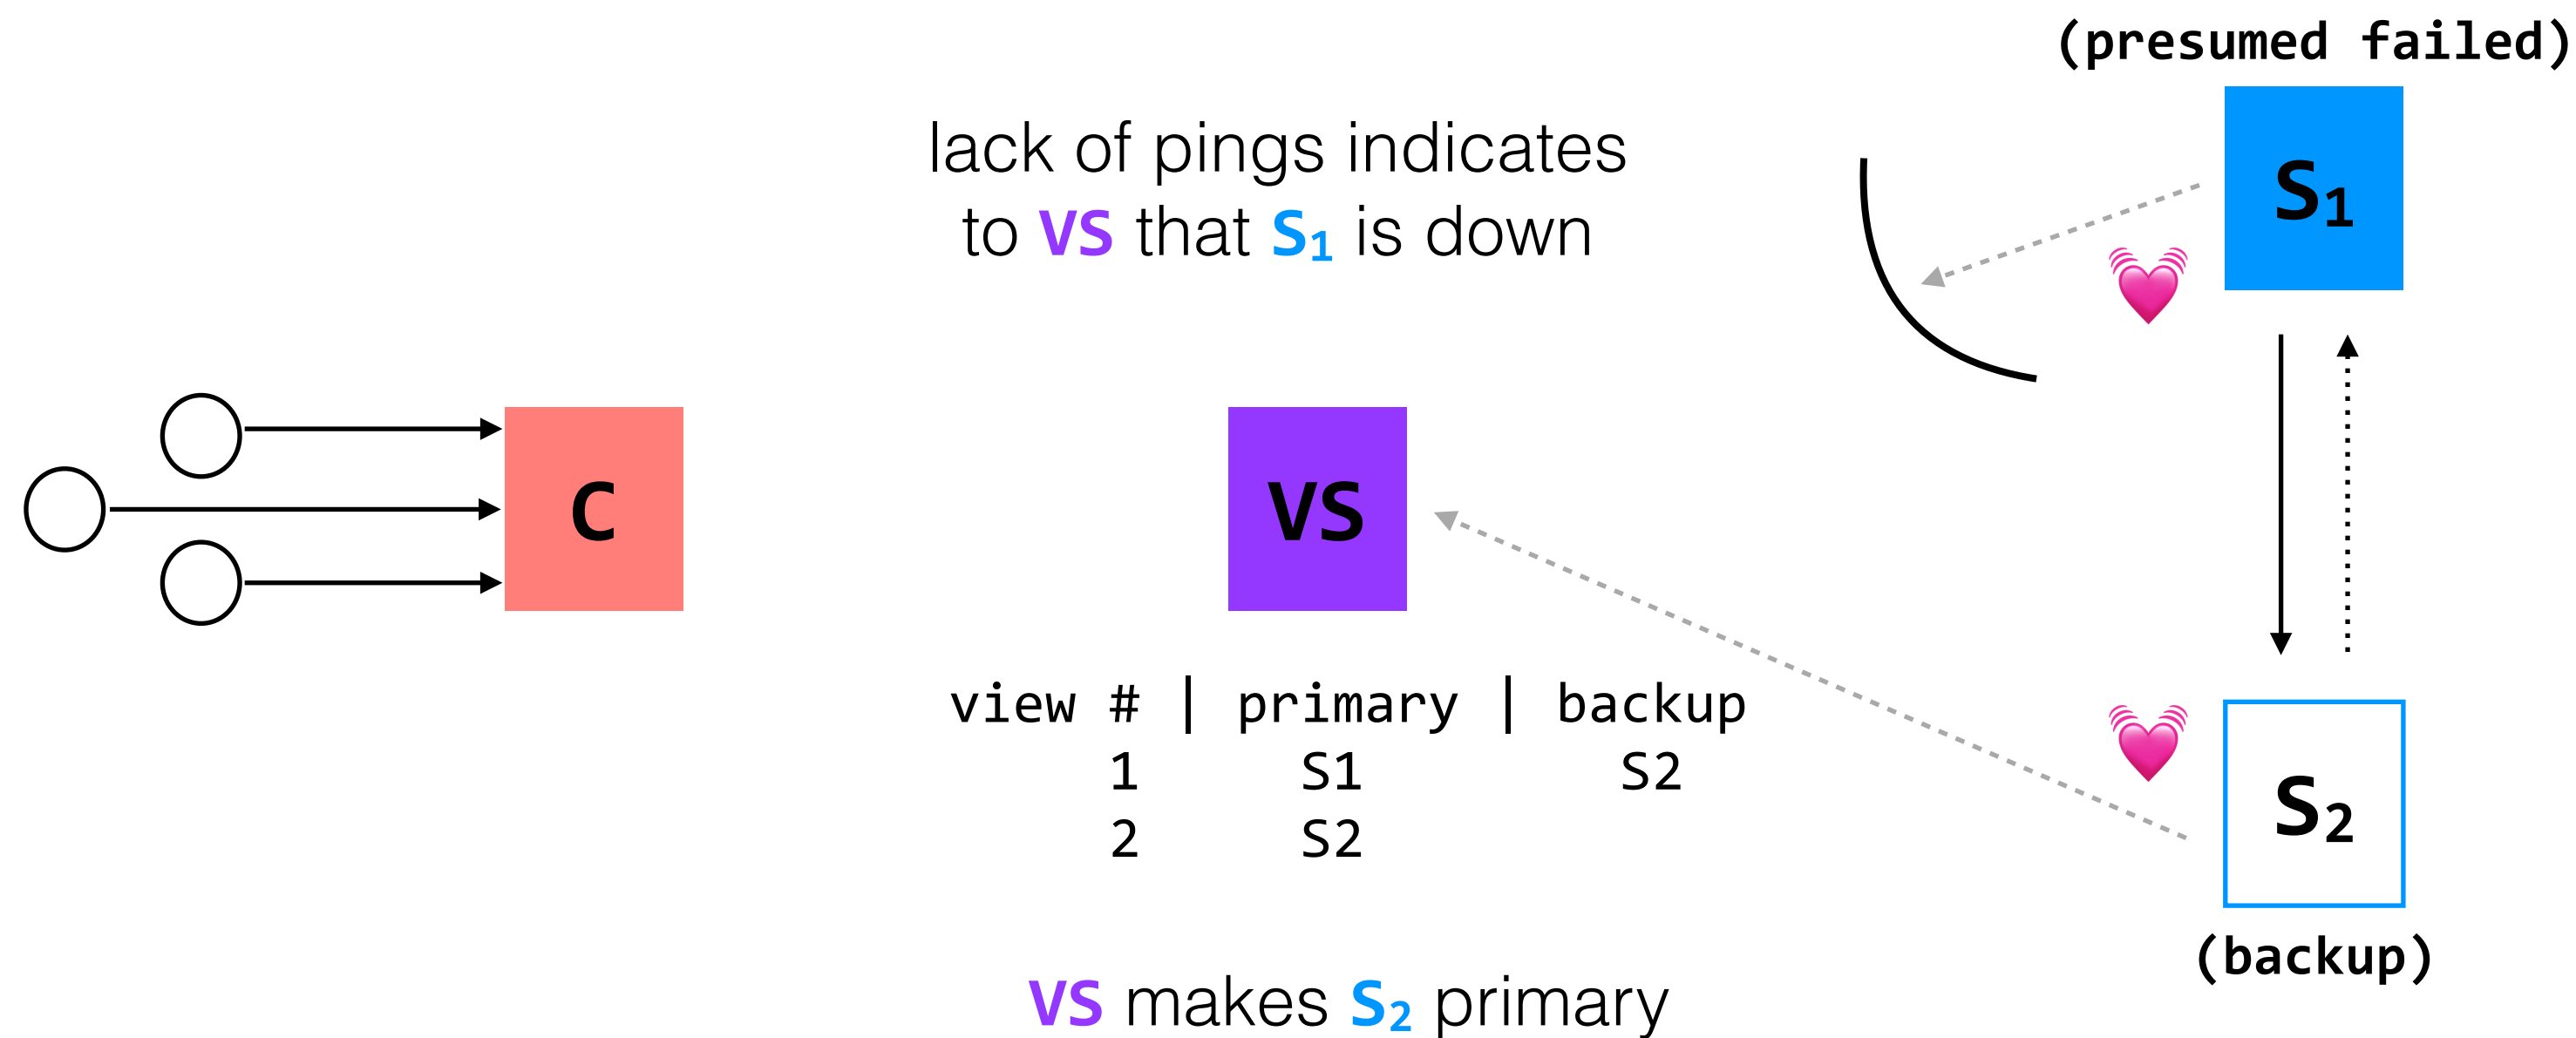 (presumed failed)
lack of pings indicates
to VS that S₁ is down
S₁
C
VS
view # | primary | backup
1 S1 S2
2 S2
S₂
(backup)
VS makes S₂ primary